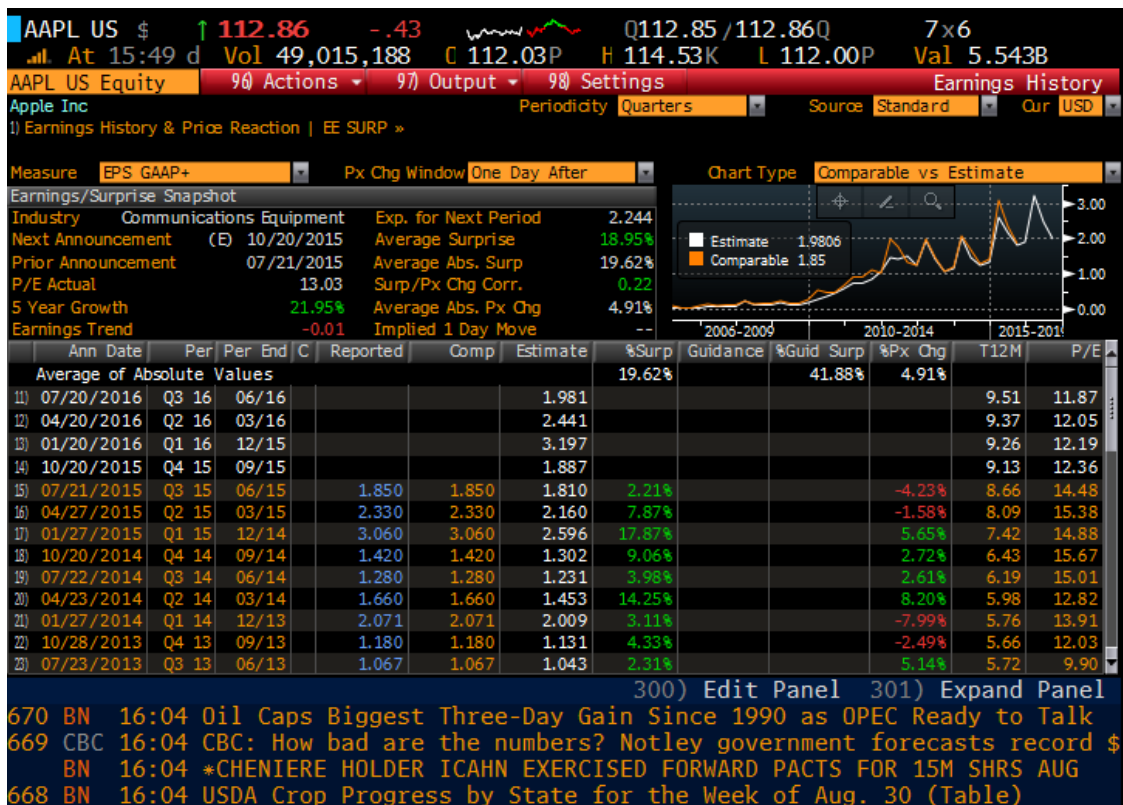 AAPL US $ ↑ 112.86 -.43 Q112.85/112.86Q 7×6
At 15:49 d Vol 49,015,188 O 112.03P H 114.53K L 112.00P Val 5.543B
AAPL US Equity 96) Actions 97) Output 98) Settings Earnings History
Apple Inc Periodicity Quarters Source Standard Cur USD
1) Earnings History & Price Reaction | EE SURP »
Measure EPS GAAP+ Px Chg Window One Day After Chart Type Comparable vs Estimate
Earnings/Surprise Snapshot
Industry Communications Equipment Exp. for Next Period 2.244
Next Announcement (E) 10/20/2015 Average Surprise 18.95%
Prior Announcement 07/21/2015 Average Abs. Surp 19.62%
P/E Actual 13.03 Surp/Px Chg Corr. 0.22
5 Year Growth 21.95% Average Abs. Px Chg 4.91%
Earnings Trend -0.01 Implied 1 Day Move --
3.00
Estimate 1.9806 2.00
Comparable 1.85
1.00
0.00
2006-2009 2010-2014 2015-201
Ann Date Per Per End C Reported Comp Estimate %Surp Guidance %Guid Surp %Px Chg T12M P/E
Average of Absolute Values 19.62% 41.88% 4.91%
11) 07/20/2016 Q3 16 06/16 1.981 9.51 11.87
12) 04/20/2016 Q2 16 03/16 2.441 9.37 12.05
13) 01/20/2016 Q1 16 12/15 3.197 9.26 12.19
14) 10/20/2015 Q4 15 09/15 1.887 9.13 12.36
15) 07/21/2015 Q3 15 06/15 1.850 1.850 1.810 2.21% -4.23% 8.66 14.48
16) 04/27/2015 Q2 15 03/15 2.330 2.330 2.160 7.87% -1.58% 8.09 15.38
17) 01/27/2015 Q1 15 12/14 3.060 3.060 2.596 17.87% 5.65% 7.42 14.88
18) 10/20/2014 Q4 14 09/14 1.420 1.420 1.302 9.06% 2.72% 6.43 15.67
19) 07/22/2014 Q3 14 06/14 1.280 1.280 1.231 3.98% 2.61% 6.19 15.01
20) 04/23/2014 Q2 14 03/14 1.660 1.660 1.453 14.25% 8.20% 5.98 12.82
21) 01/27/2014 Q1 14 12/13 2.071 2.071 2.009 3.11% -7.99% 5.76 13.91
22) 10/28/2013 Q4 13 09/13 1.180 1.180 1.131 4.33% -2.49% 5.66 12.03
23) 07/23/2013 Q3 13 06/13 1.067 1.067 1.043 2.31% 5.14% 5.72 9.90
300) Edit Panel 301) Expand Panel
670 BN 16:04 Oil Caps Biggest Three-Day Gain Since 1990 as OPEC Ready to Talk
669 CBC 16:04 CBC: How bad are the numbers? Notley government forecasts record $
BN 16:04 *CHENIERE HOLDER ICAHN EXERCISED FORWARD PACTS FOR 15M SHRS AUG
668 BN 16:04 USDA Crop Progress by State for the Week of Aug. 30 (Table)